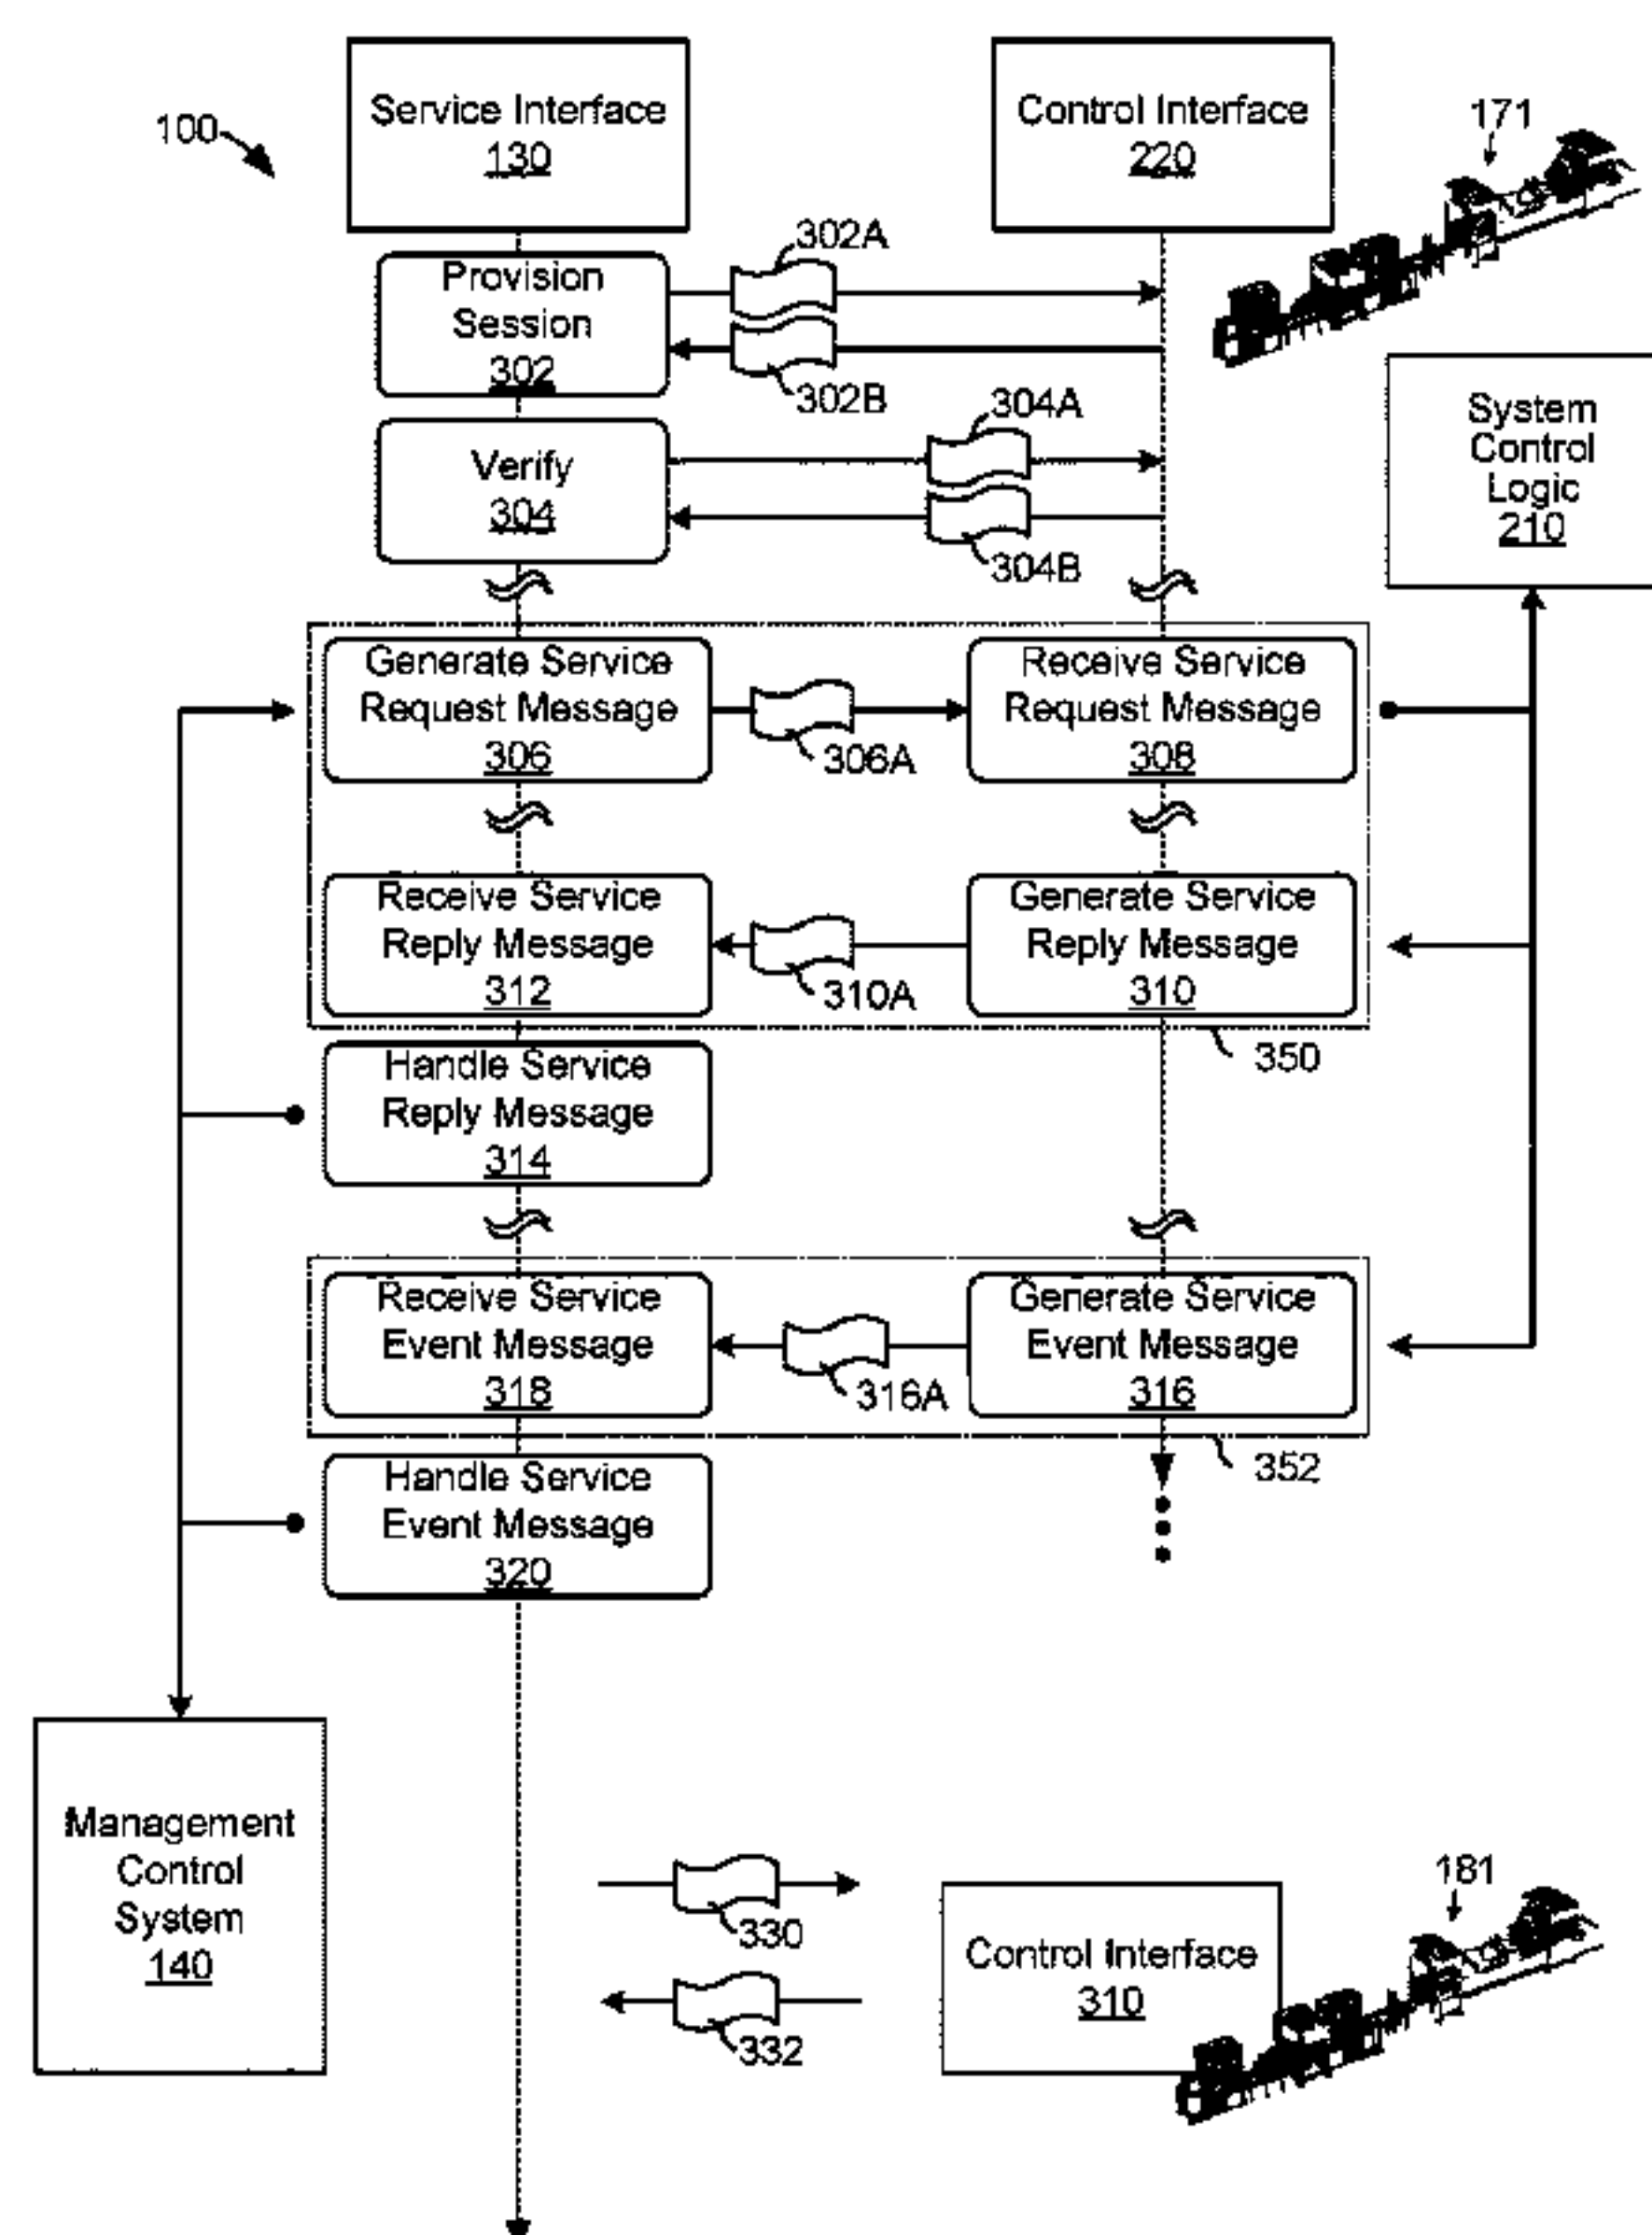 100
Service Interface
130
Control Interface
220
171
Provision
Session
302
302A
302B
Verify
304
304A
304B
System
Control
Logic
210
Generate Service
Request Message
306
306A
Receive Service
Request Message
308
Receive Service
Reply Message
312
310A
Generate Service
Reply Message
310
350
Handle Service
Reply Message
314
Receive Service
Event Message
318
316A
Generate Service
Event Message
316
352
Handle Service
Event Message
320
Management
Control
System
140
330
332
Control Interface
310
181